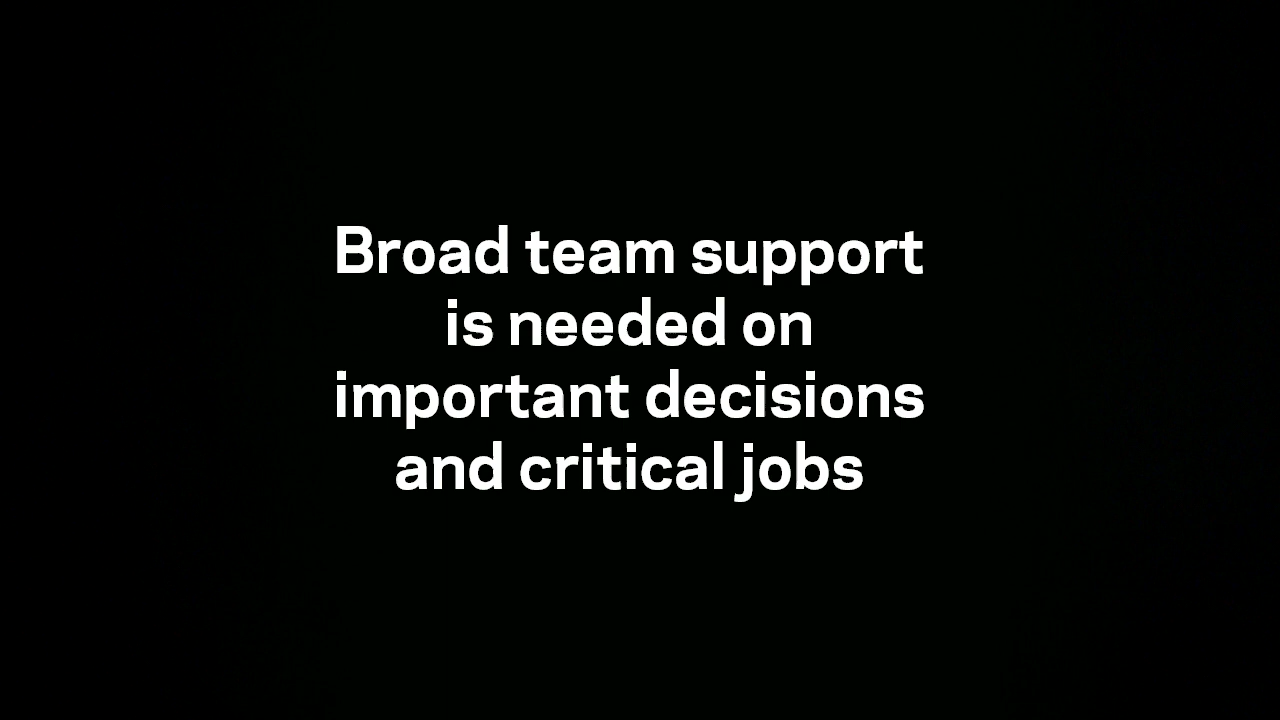 Broad team support
is needed on
important decisions
and critical jobs